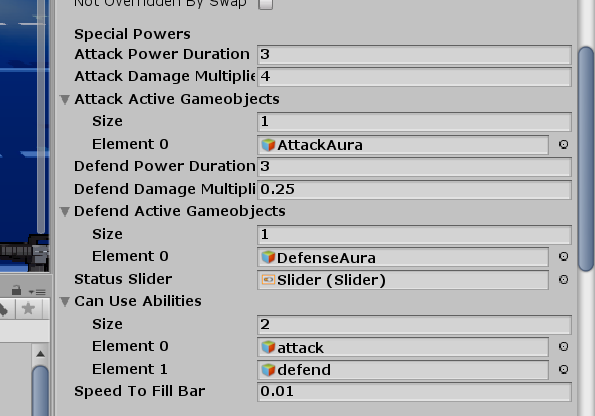 Not Overridden By Swap
Special Powers
Attack Power Duration 3
Attack Damage Multiplie 4
Attack Active Gameobjects
Size 1
Element 0 AttackAura
Defend Power Duration 3
Defend Damage Multipli 0.25
Defend Active Gameobjects
Size 1
Element 0 DefenseAura
Status Slider Slider (Slider)
Can Use Abilities
Size 2
Element 0 attack
Element 1 defend
Speed To Fill Bar 0.01